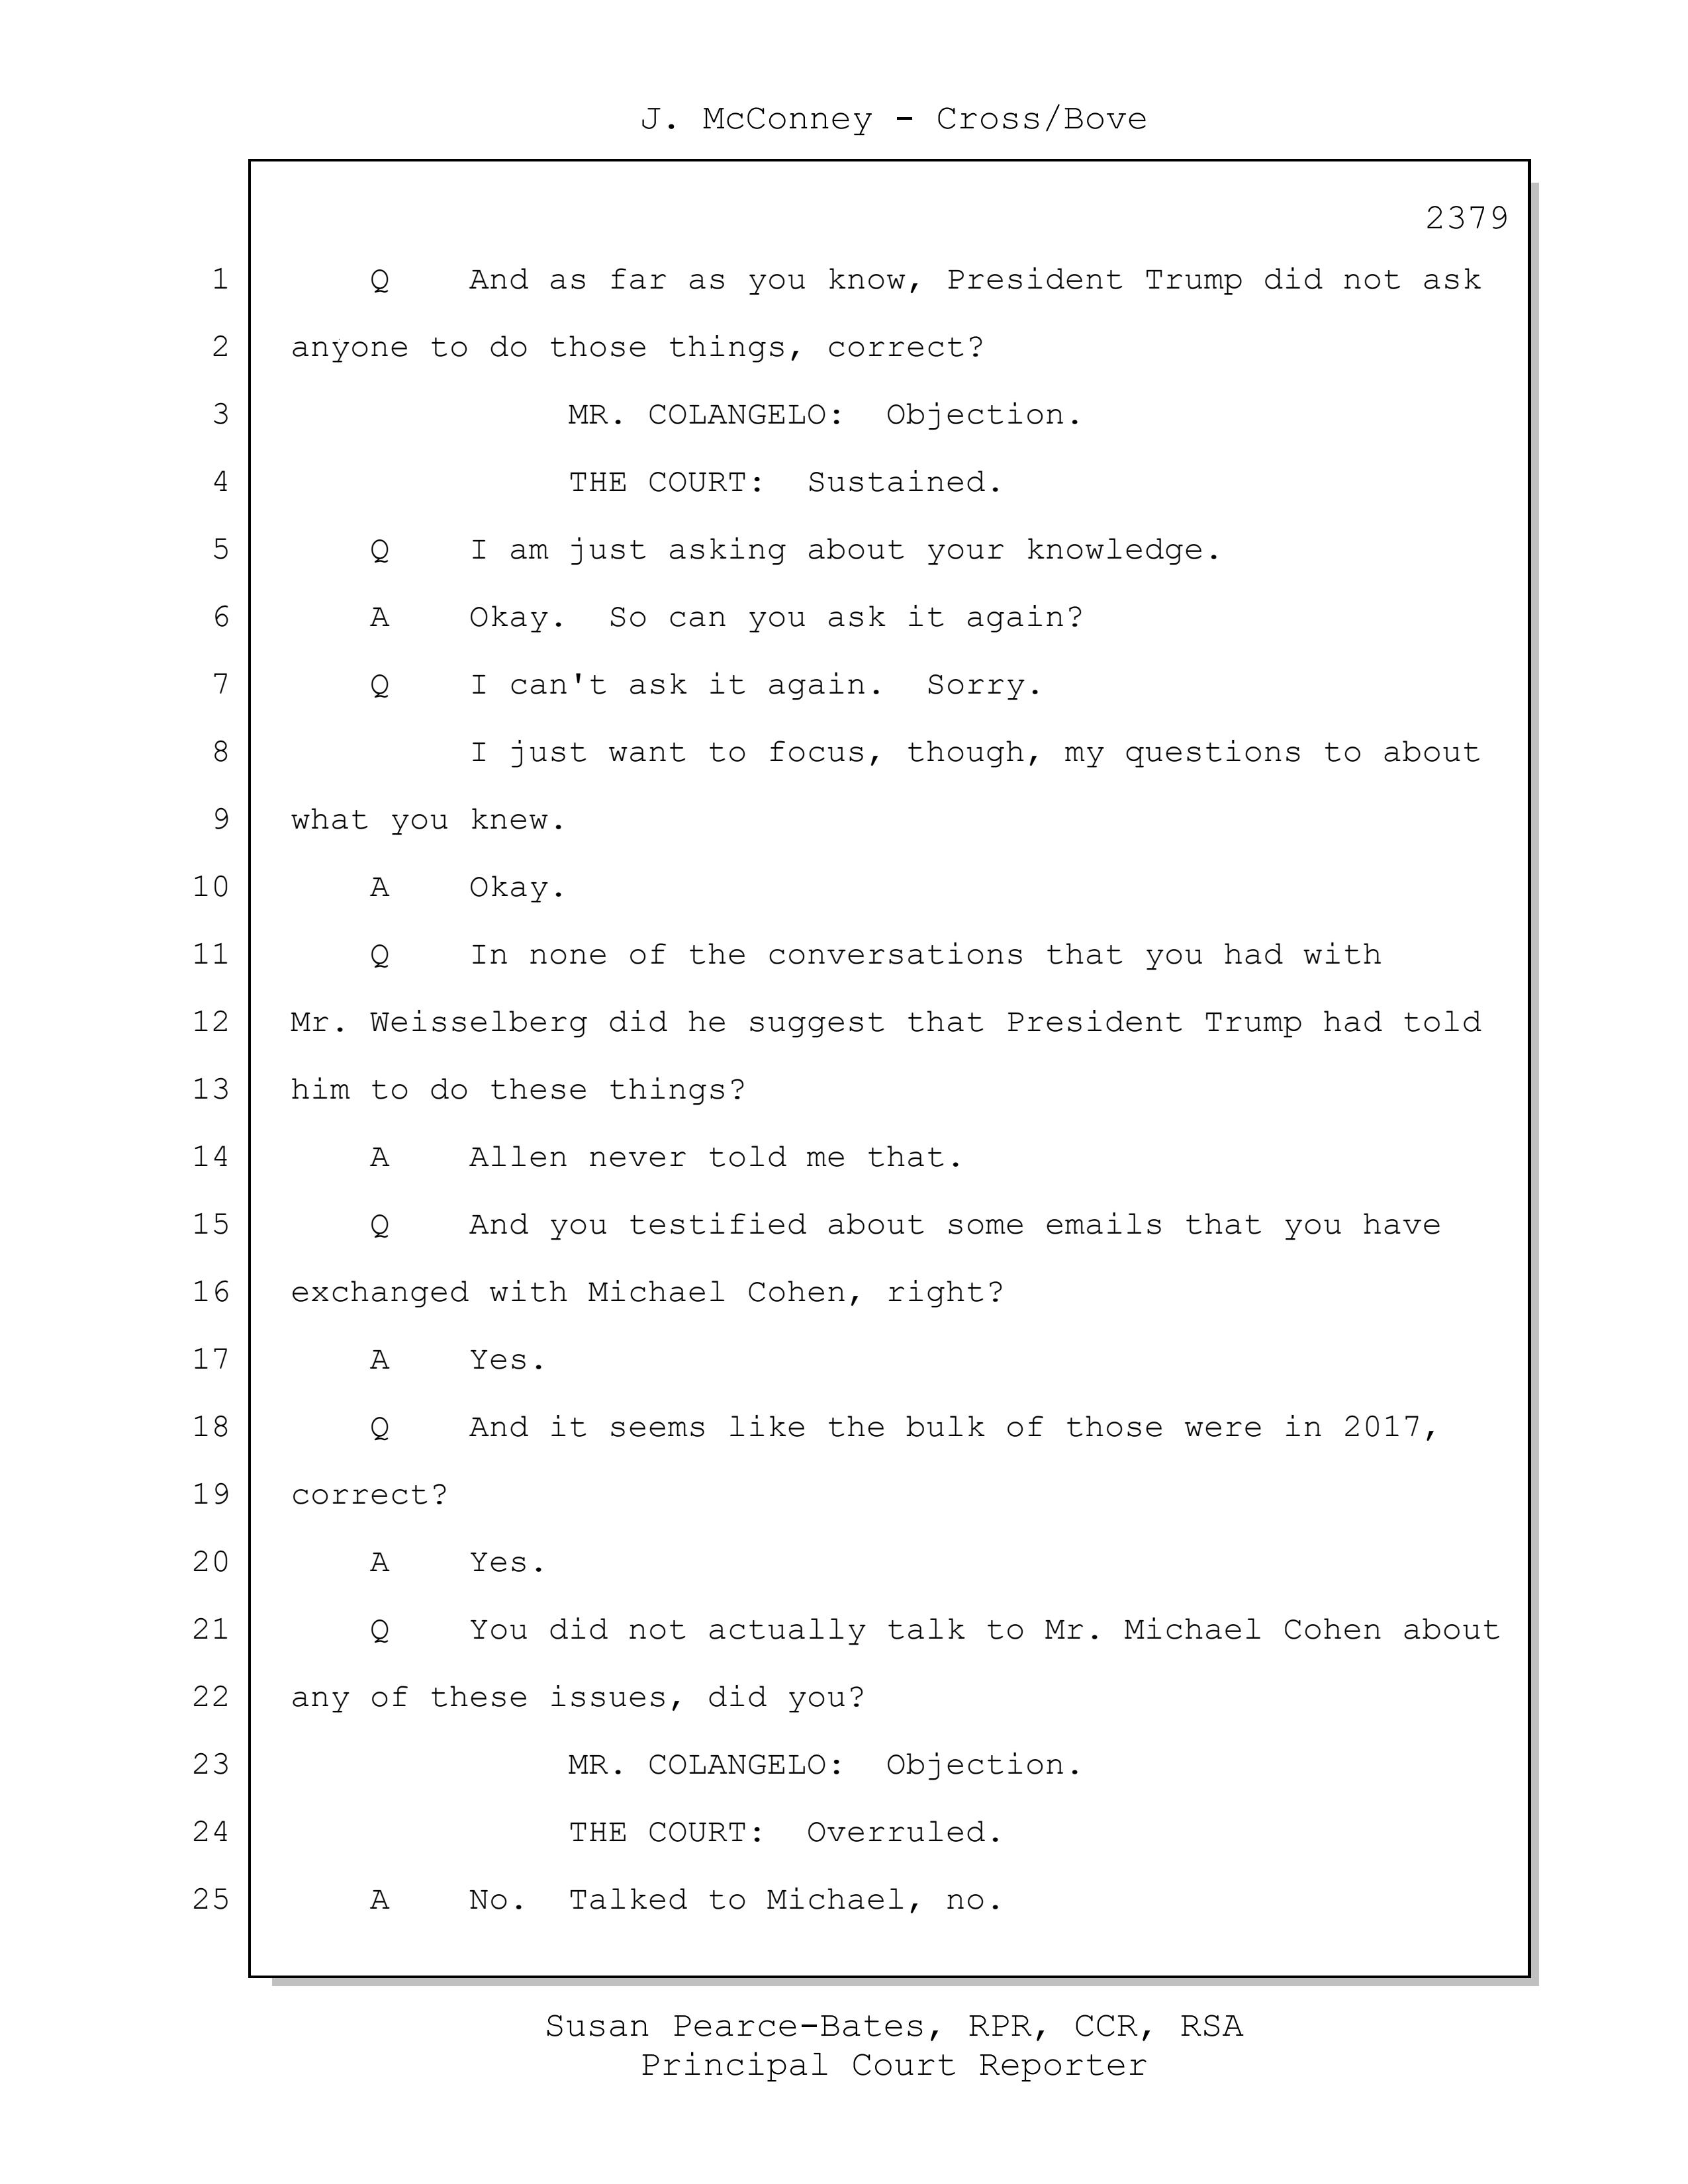 J. McConney - Cross/Bove
2379
1 Q And as far as you know, President Trump did not ask
2 anyone to do those things, correct?
3 MR. COLANGELO: Objection.
4 THE COURT: Sustained.
5 Q I am just asking about your knowledge.
6 A Okay. So can you ask it again?
7 Q I can't ask it again. Sorry.
8 I just want to focus, though, my questions to about
9 what you knew.
10 A Okay.
11 Q In none of the conversations that you had with
12 Mr. Weisselberg did he suggest that President Trump had told
13 him to do these things?
14 A Allen never told me that.
15 Q And you testified about some emails that you have
16 exchanged with Michael Cohen, right?
17 A Yes.
18 Q And it seems like the bulk of those were in 2017,
19 correct?
20 A Yes.
21 Q You did not actually talk to Mr. Michael Cohen about
22 any of these issues, did you?
23 MR. COLANGELO: Objection.
24 THE COURT: Overruled.
25 A No. Talked to Michael, no.
Susan Pearce-Bates, RPR, CCR, RSA
Principal Court Reporter